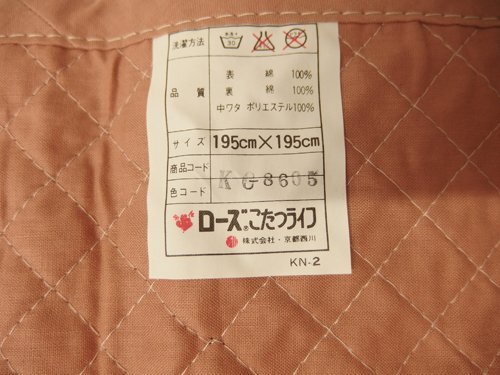 洗濯方法 30
表 綿 100%
品質 裏 綿 100%
中ワタ ポリエステル100%
サイズ 195cm×195cm
商品コード KG8605
色コード
ローズこたつライフ
株式会社・京都西川
KN-2